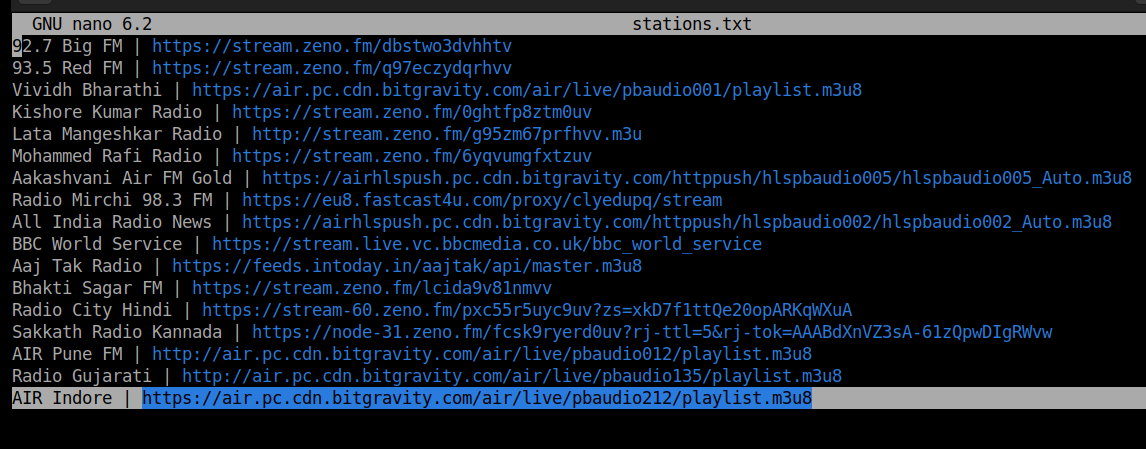 GNU nano 6.2 stations.txt
92.7 Big FM | https://stream.zeno.fm/dbstwo3dvhhtv
93.5 Red FM | https://stream.zeno.fm/q97eczydqrhvv
Vividh Bharathi | https://air.pc.cdn.bitgravity.com/air/live/pbaudio001/playlist.m3u8
Kishore Kumar Radio | https://stream.zeno.fm/0ghtfp8ztm0uv
Lata Mangeshkar Radio | http://stream.zeno.fm/g95zm67prfhvv.m3u
Mohammed Rafi Radio | https://stream.zeno.fm/6yqvumgfxtzuv
Aakashvani Air FM Gold | https://airhlspush.pc.cdn.bitgravity.com/httppush/hlspbaudio005/hlspbaudio005_Auto.m3u8
Radio Mirchi 98.3 FM | https://eu8.fastcast4u.com/proxy/clyedupq/stream
All India Radio News | https://airhlspush.pc.cdn.bitgravity.com/httppush/hlspbaudio002/hlspbaudio002_Auto.m3u8
BBC World Service | https://stream.live.vc.bbcmedia.co.uk/bbc_world_service
Aaj Tak Radio | https://feeds.intoday.in/aajtak/api/master.m3u8
Bhakti Sagar FM | https://stream.zeno.fm/lcida9v81nmvv
Radio City Hindi | https://stream-60.zeno.fm/pxc55r5uyc9uv?zs=xkD7f1ttQe20opARKqWXuA
Sakkath Radio Kannada | https://node-31.zeno.fm/fcsk9ryerd0uv?rj-ttl=5&rj-tok=AAABdXnVZ3sA-61zQpwDIgRWvw
AIR Pune FM | http://air.pc.cdn.bitgravity.com/air/live/pbaudio012/playlist.m3u8
Radio Gujarati | http://air.pc.cdn.bitgravity.com/air/live/pbaudio135/playlist.m3u8
AIR Indore | https://air.pc.cdn.bitgravity.com/air/live/pbaudio212/playlist.m3u8